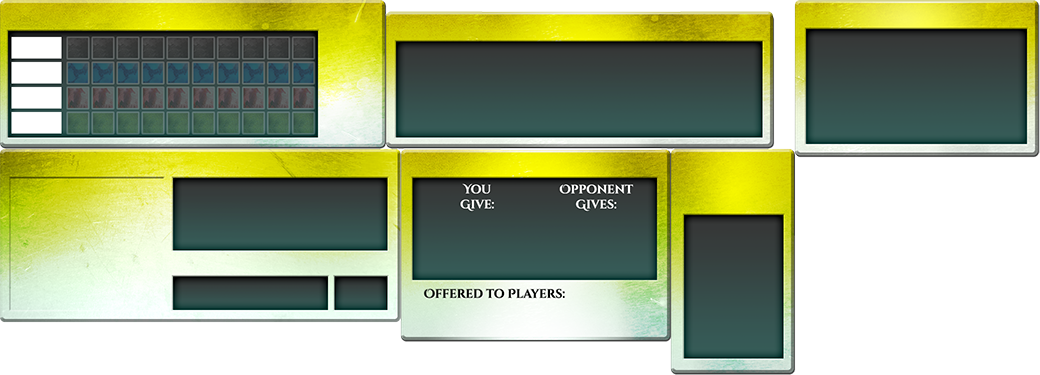 YOU
GIVE:
OPPONENT
GIVES:
OFFERED TO PLAYERS: